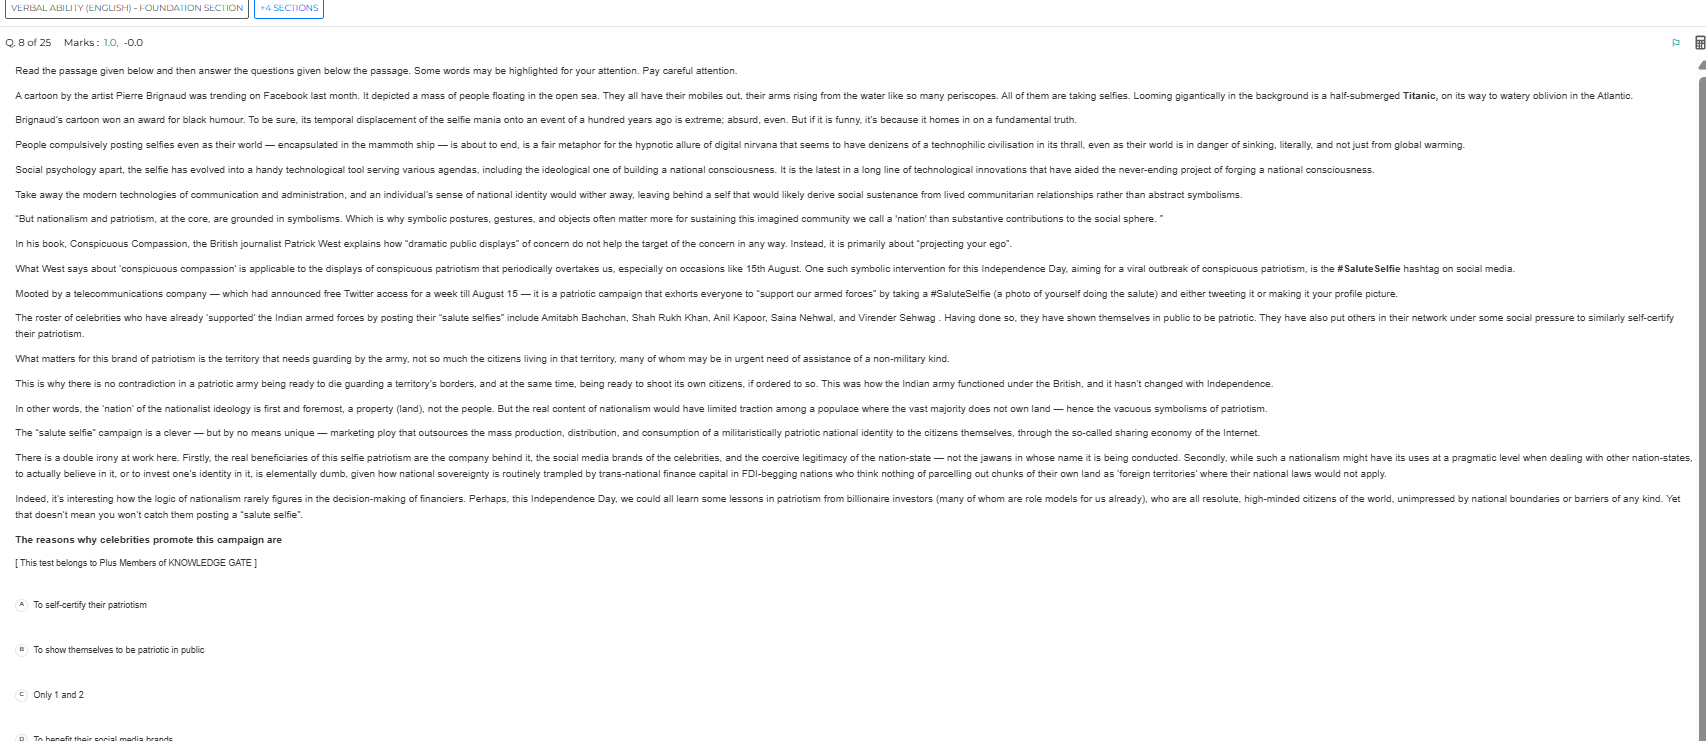 VERBAL ABILITY (ENGLISH) - FOUNDATION SECTION
+4 SECTIONS
Q. 8 of 25 Marks : 1.0, -0.0
Read the passage given below and then answer the questions given below the passage. Some words may be highlighted for your attention. Pay careful attention.
A cartoon by the artist Pierre Brignaud was trending on Facebook last month. It depicted a mass of people floating in the open sea. They all have their mobiles out, their arms rising from the water like so many periscopes. All of them are taking selfies. Looming gigantically in the background is a half-submerged Titanic, on its way to watery oblivion in the Atlantic.
Brignaud's cartoon won an award for black humour. To be sure, its temporal displacement of the selfie mania onto an event of a hundred years ago is extreme; absurd, even. But if it is funny, it's because it homes in on a fundamental truth.
People compulsively posting selfies even as their world — encapsulated in the mammoth ship — is about to end, is a fair metaphor for the hypnotic allure of digital nirvana that seems to have denizens of a technophilic civilisation in its thrall, even as their world is in danger of sinking, literally, and not just from global warming.
Social psychology apart, the selfie has evolved into a handy technological tool serving various agendas, including the ideological one of building a national consciousness. It is the latest in a long line of technological innovations that have aided the never-ending project of forging a national consciousness.
Take away the modern technologies of communication and administration, and an individual's sense of national identity would wither away, leaving behind a self that would likely derive social sustenance from lived communitarian relationships rather than abstract symbolisms.
"But nationalism and patriotism, at the core, are grounded in symbolisms. Which is why symbolic postures, gestures, and objects often matter more for sustaining this imagined community we call a 'nation' than substantive contributions to the social sphere. "
In his book, Conspicuous Compassion, the British journalist Patrick West explains how "dramatic public displays" of concern do not help the target of the concern in any way. Instead, it is primarily about "projecting your ego".
What West says about 'conspicuous compassion' is applicable to the displays of conspicuous patriotism that periodically overtakes us, especially on occasions like 15th August. One such symbolic intervention for this Independence Day, aiming for a viral outbreak of conspicuous patriotism, is the #SaluteSelfie hashtag on social media.
Mooted by a telecommunications company — which had announced free Twitter access for a week till August 15 — it is a patriotic campaign that exhorts everyone to "support our armed forces" by taking a #SaluteSelfie (a photo of yourself doing the salute) and either tweeting it or making it your profile picture.
The roster of celebrities who have already 'supported' the Indian armed forces by posting their "salute selfies" include Amitabh Bachchan, Shah Rukh Khan, Anil Kapoor, Saina Nehwal, and Virender Sehwag . Having done so, they have shown themselves in public to be patriotic. They have also put others in their network under some social pressure to similarly self-certify
their patriotism.
What matters for this brand of patriotism is the territory that needs guarding by the army, not so much the citizens living in that territory, many of whom may be in urgent need of assistance of a non-military kind.
This is why there is no contradiction in a patriotic army being ready to die guarding a territory's borders, and at the same time, being ready to shoot its own citizens, if ordered to so. This was how the Indian army functioned under the British, and it hasn't changed with Independence.
In other words, the 'nation' of the nationalist ideology is first and foremost, a property (land), not the people. But the real content of nationalism would have limited traction among a populace where the vast majority does not own land — hence the vacuous symbolisms of patriotism.
The "salute selfie" campaign is a clever — but by no means unique — marketing ploy that outsources the mass production, distribution, and consumption of a militaristically patriotic national identity to the citizens themselves, through the so-called sharing economy of the Internet.
There is a double irony at work here. Firstly, the real beneficiaries of this selfie patriotism are the company behind it, the social media brands of the celebrities, and the coercive legitimacy of the nation-state — not the jawans in whose name it is being conducted. Secondly, while such a nationalism might have its uses at a pragmatic level when dealing with other nation-states,
to actually believe in it, or to invest one's identity in it, is elementally dumb, given how national sovereignty is routinely trampled by trans-national finance capital in FDI-begging nations who think nothing of parcelling out chunks of their own land as 'foreign territories' where their national laws would not apply.
Indeed, it's interesting how the logic of nationalism rarely figures in the decision-making of financiers. Perhaps, this Independence Day, we could all learn some lessons in patriotism from billionaire investors (many of whom are role models for us already), who are all resolute, high-minded citizens of the world, unimpressed by national boundaries or barriers of any kind. Yet
that doesn't mean you won't catch them posting a "salute selfie".
The reasons why celebrities promote this campaign are
[ This test belongs to Plus Members of KNOWLEDGE GATE ]
A To self-certify their patriotism
B To show themselves to be patriotic in public
C Only 1 and 2
D To benefit their social media brands